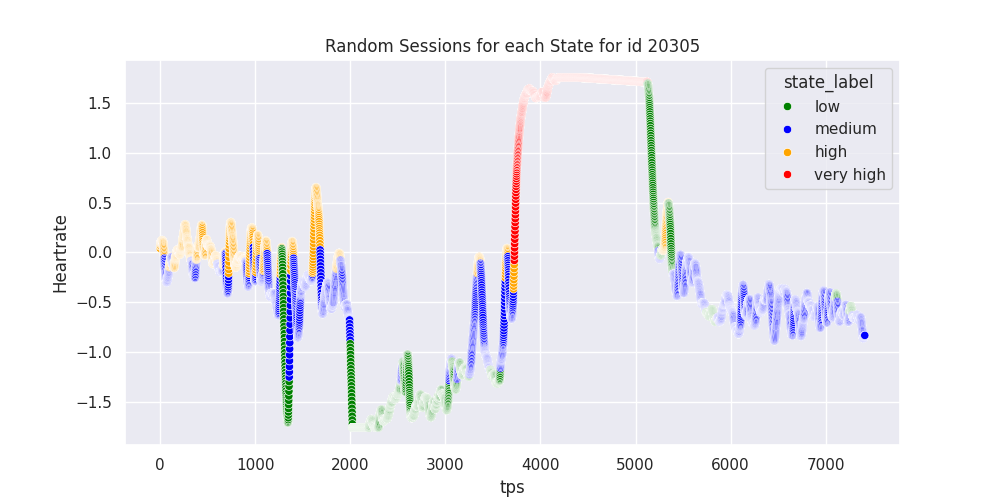 Random Sessions for each State for id 20305
state_label
low
medium
high
very high
Heartrate
1.5
1.0
0.5
0.0
−0.5
−1.0
−1.5
0 1000 2000 3000 4000 5000 6000 7000
tps